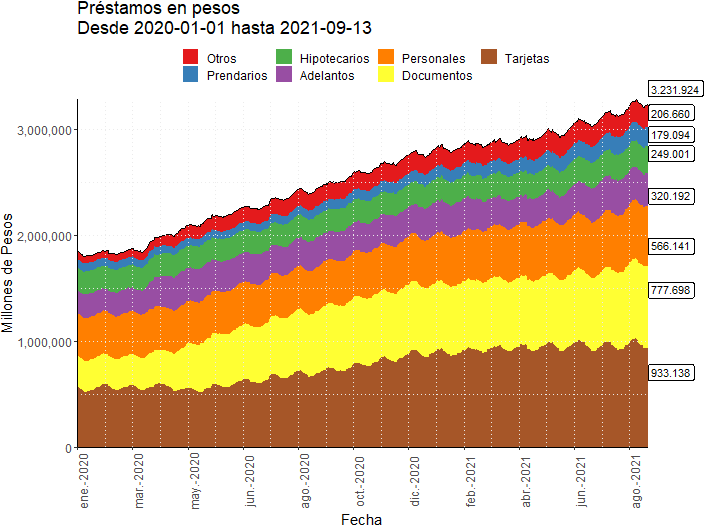 Préstamos en pesos
Desde 2020-01-01 hasta 2021-09-13
Otros Hipotecarios Personales Tarjetas
Prendarios Adelantos Documentos
3.231.924
206.660
179.094
249.001
320.192
566.141
777.698
933.138
Millones de Pesos
3,000,000
2,000,000
1,000,000
0
ene.-2020
mar.-2020
may.-2020
jun.-2020
ago.-2020
oct.-2020
dic.-2020
feb.-2021
abr.-2021
jun.-2021
ago.-2021
Fecha